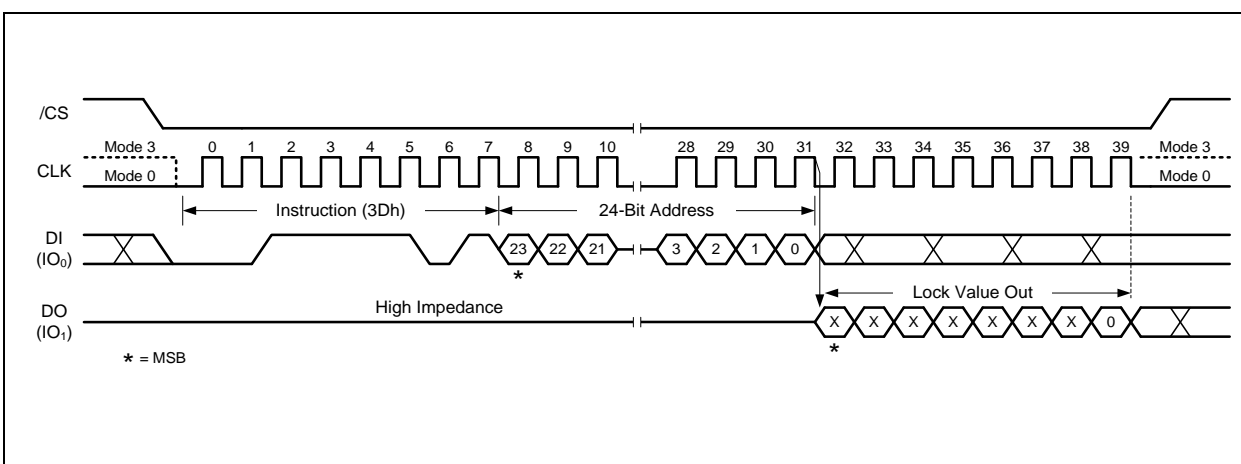 /CS
Mode 3 0 1 2 3 4 5 6 7 8 9 10 28 29 30 31 32 33 34 35 36 37 38 39 Mode 3
CLK
Mode 0 Mode 0
Instruction (3Dh) 24-Bit Address
DI
(IO₀)
23 22 21 3 2 1 0
*
High Impedance
Lock Value Out
DO
(IO₁)
X X X X X X X 0
*
* = MSB